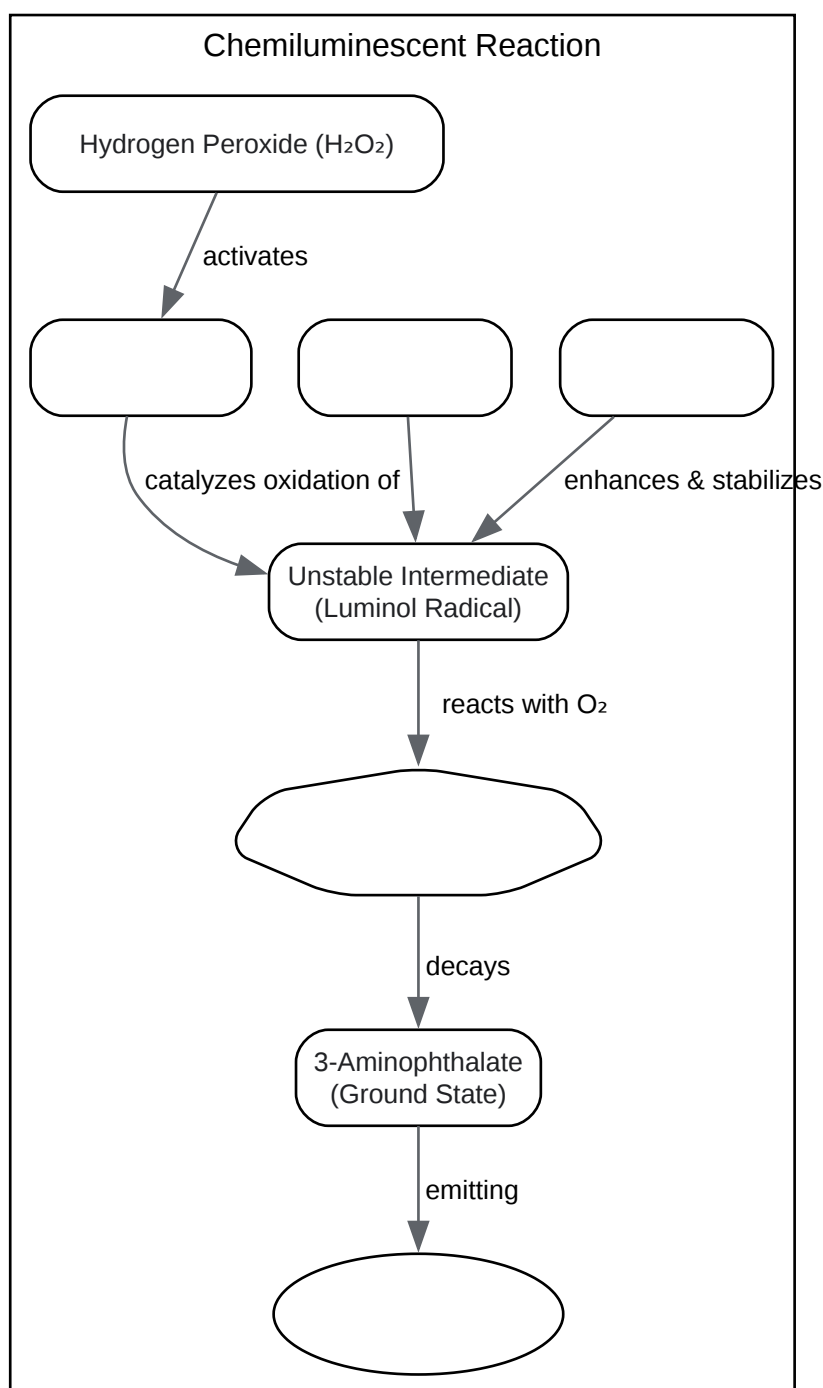 Chemiluminescent Reaction
Hydrogen Peroxide (H₂O₂)
activates
catalyzes oxidation of
enhances & stabilizes
Unstable Intermediate
(Luminol Radical)
reacts with O₂
decays
3-Aminophthalate
(Ground State)
emitting